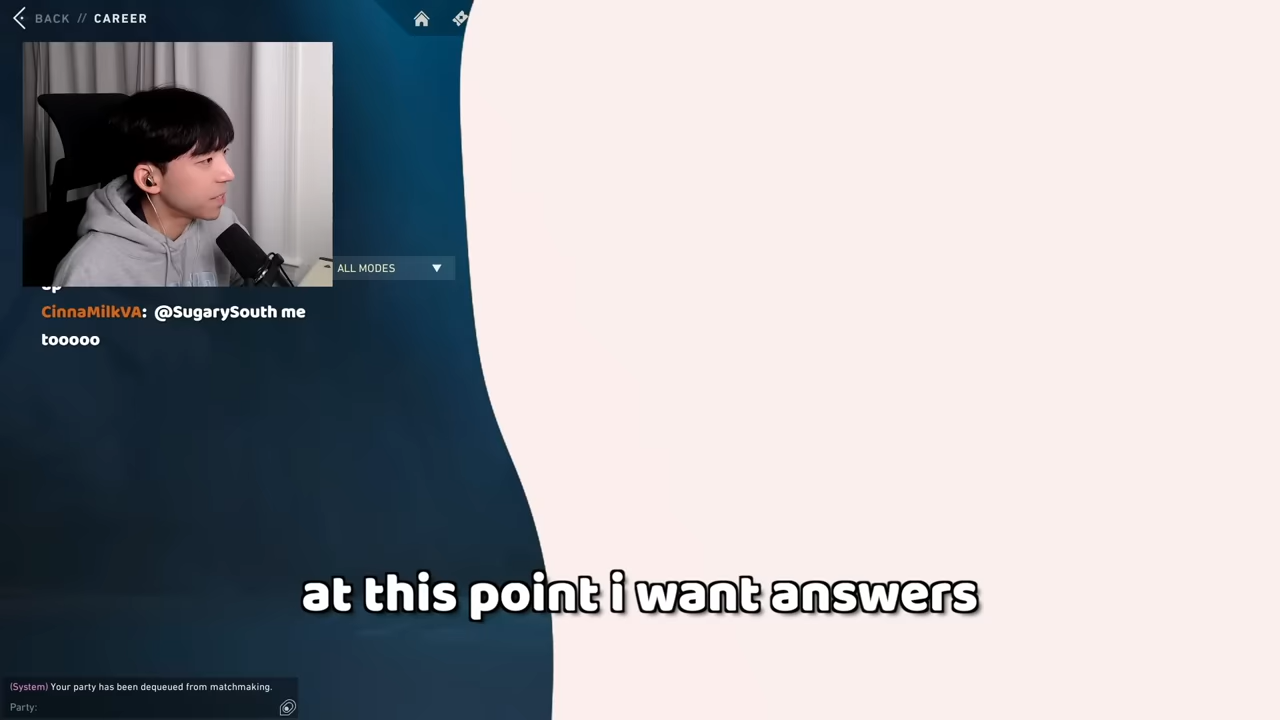 BACK // CAREER
ALL MODES
up
CinnaMilkVA: @SugarySouth me
tooooo
at this point i want answers
(System) Your party has been dequeued from matchmaking.
Party: